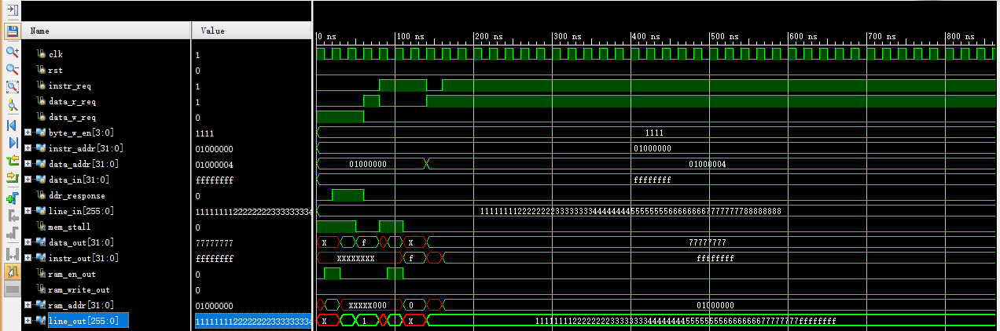 Name Value 0 ns 100 ns 200 ns 300 ns 400 ns 500 ns 600 ns 700 ns 800 ns
clk 1
rst 0
instr_req 1
data_r_req 1
data_w_req 0
byte_w_en[3:0] 1111 1111
instr_addr[31:0] 01000000 01000000
data_addr[31:0] 01000004 01000000 01000004
data_in[31:0] ffffffff ffffffff
ddr_response 0
line_in[255:0] 1111111122222222333333334 1111111122222222333333334444444455555555666666667777777788888888
mem_stall 0
data_out[31:0] 77777777 X f X 77777777
instr_out[31:0] ffffffff XXXXXXXX f ffffffff
ram_en_out 0
ram_write_out 0
ram_addr[31:0] 01000000 XXXXX000 0 01000000
line_out[255:0] 1111111122222222333333334 X 1 X 11111111222222223333333344444444555555556666666677777777ffffffff